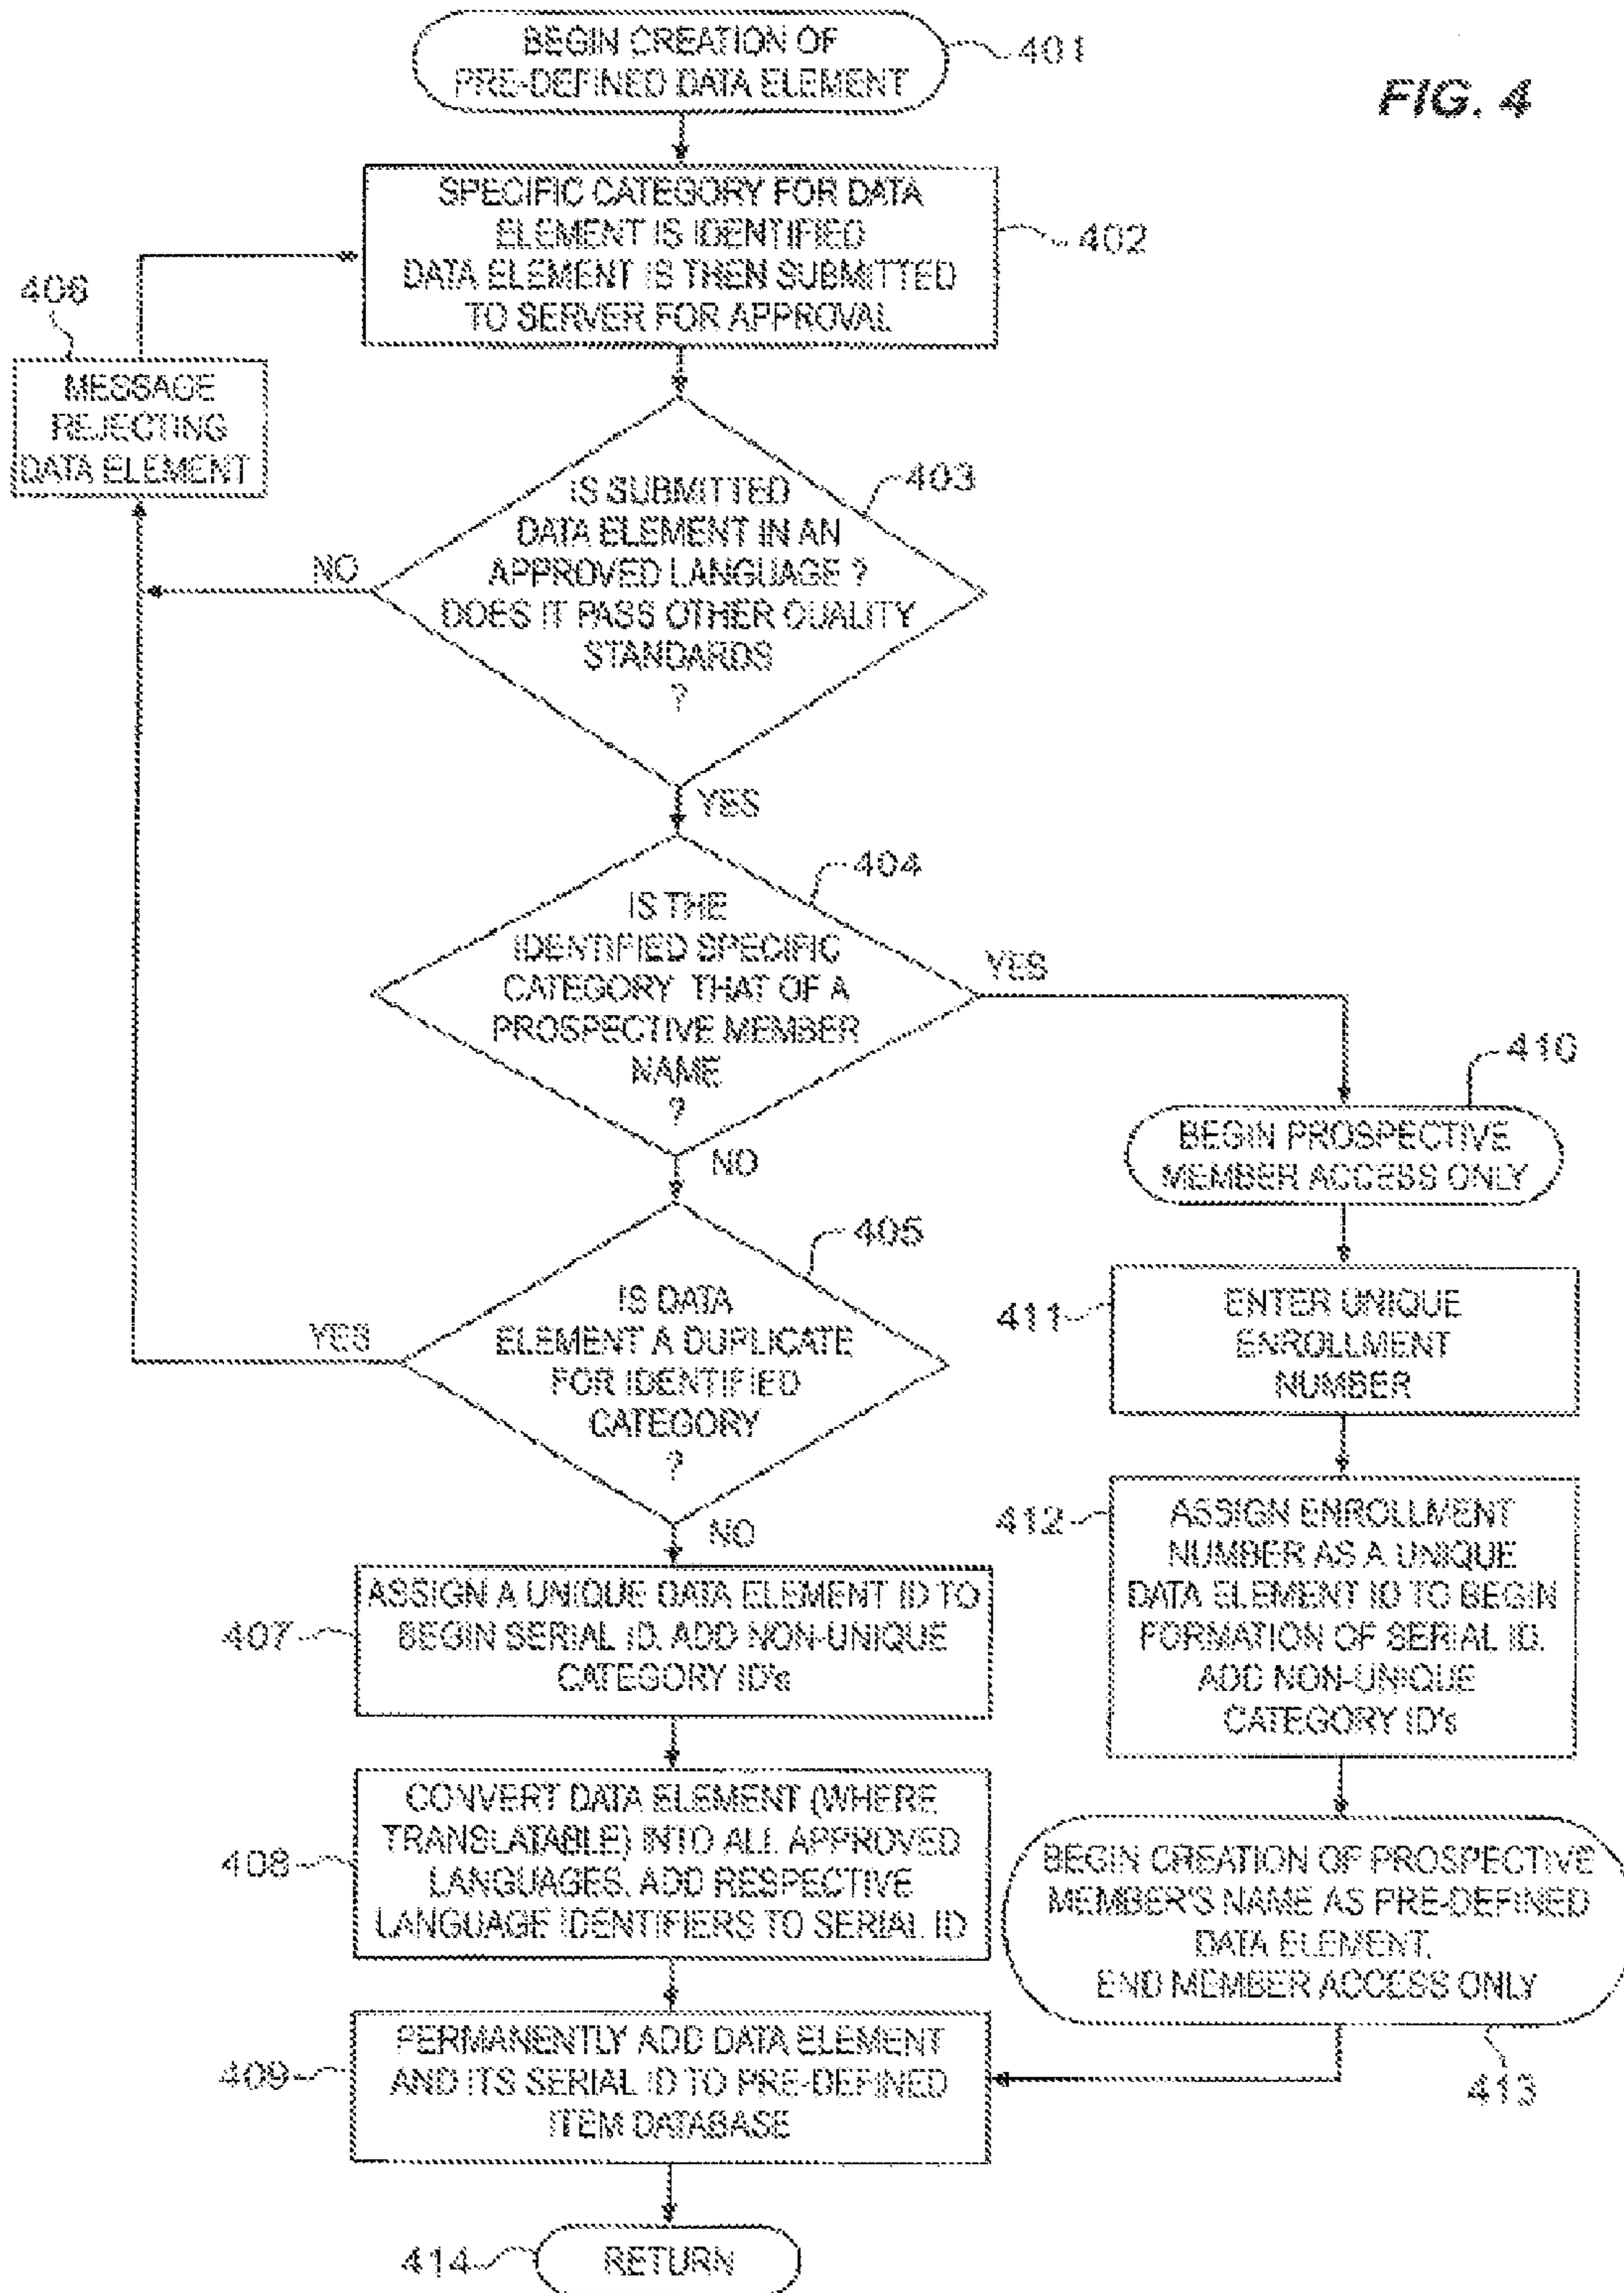 BEGIN CREATION OF
PRE-DEFINED DATA ELEMENT
401
FIG. 4
SPECIFIC CATEGORY FOR DATA
ELEMENT IS IDENTIFIED
DATA ELEMENT IS THEN SUBMITTED
TO SERVER FOR APPROVAL
402
406
MESSAGE
REJECTING
DATA ELEMENT
IS SUBMITTED
DATA ELEMENT IN AN
APPROVED LANGUAGE ?
DOES IT PASS OTHER QUALITY
STANDARDS
?
403
NO
YES
IS THE
IDENTIFIED SPECIFIC
CATEGORY THAT OF A
PROSPECTIVE MEMBER
NAME
?
404
YES
NO
410
BEGIN PROSPECTIVE
MEMBER ACCESS ONLY
IS DATA
ELEMENT A DUPLICATE
FOR IDENTIFIED
CATEGORY
?
405
YES
NO
411
ENTER UNIQUE
ENROLLMENT
NUMBER
412
ASSIGN ENROLLMENT
NUMBER AS A UNIQUE
DATA ELEMENT ID TO BEGIN
FORMATION OF SERIAL ID.
ADD NON-UNIQUE
CATEGORY ID's
407
ASSIGN A UNIQUE DATA ELEMENT ID TO
BEGIN SERIAL ID. ADD NON-UNIQUE
CATEGORY ID's
408
CONVERT DATA ELEMENT (WHERE
TRANSLATABLE) INTO ALL APPROVED
LANGUAGES. ADD RESPECTIVE
LANGUAGE IDENTIFIERS TO SERIAL ID
BEGIN CREATION OF PROSPECTIVE
MEMBER'S NAME AS PRE-DEFINED
DATA ELEMENT.
END MEMBER ACCESS ONLY
413
409
PERMANENTLY ADD DATA ELEMENT
AND ITS SERIAL ID TO PRE-DEFINED
ITEM DATABASE
414
RETURN